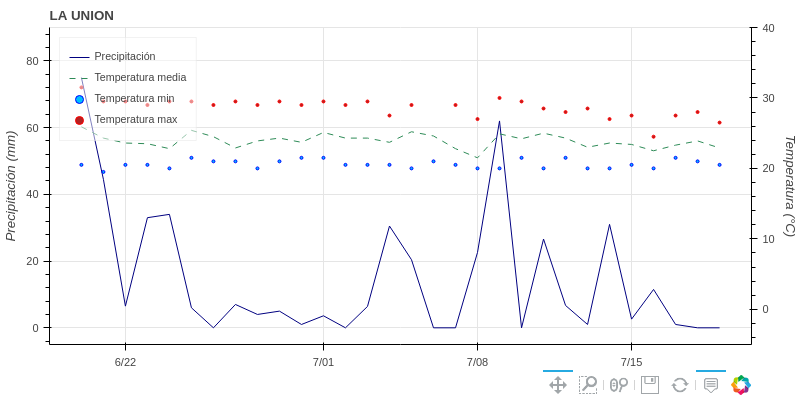 LA UNION
Precipitación
Temperatura media
Temperatura min
Temperatura max
Precipitación (mm)
80
60
40
20
0
Temperatura (°C)
40
30
20
10
0
6/22
7/01
7/08
7/15